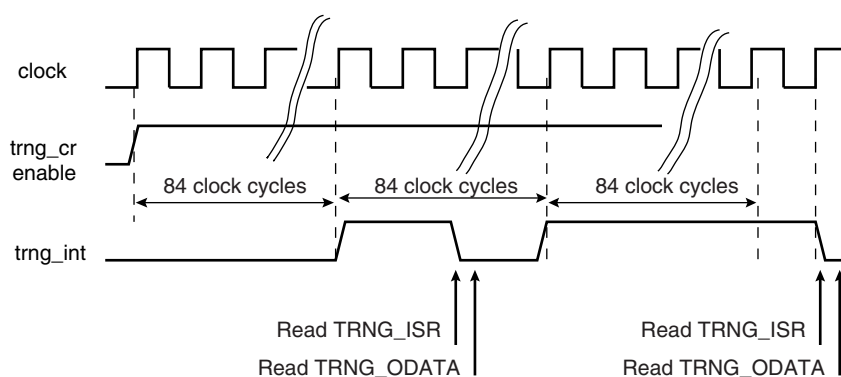 clock
trng_cr
enable
84 clock cycles 84 clock cycles 84 clock cycles
trng_int
Read TRNG_ISR Read TRNG_ISR
Read TRNG_ODATA Read TRNG_ODATA